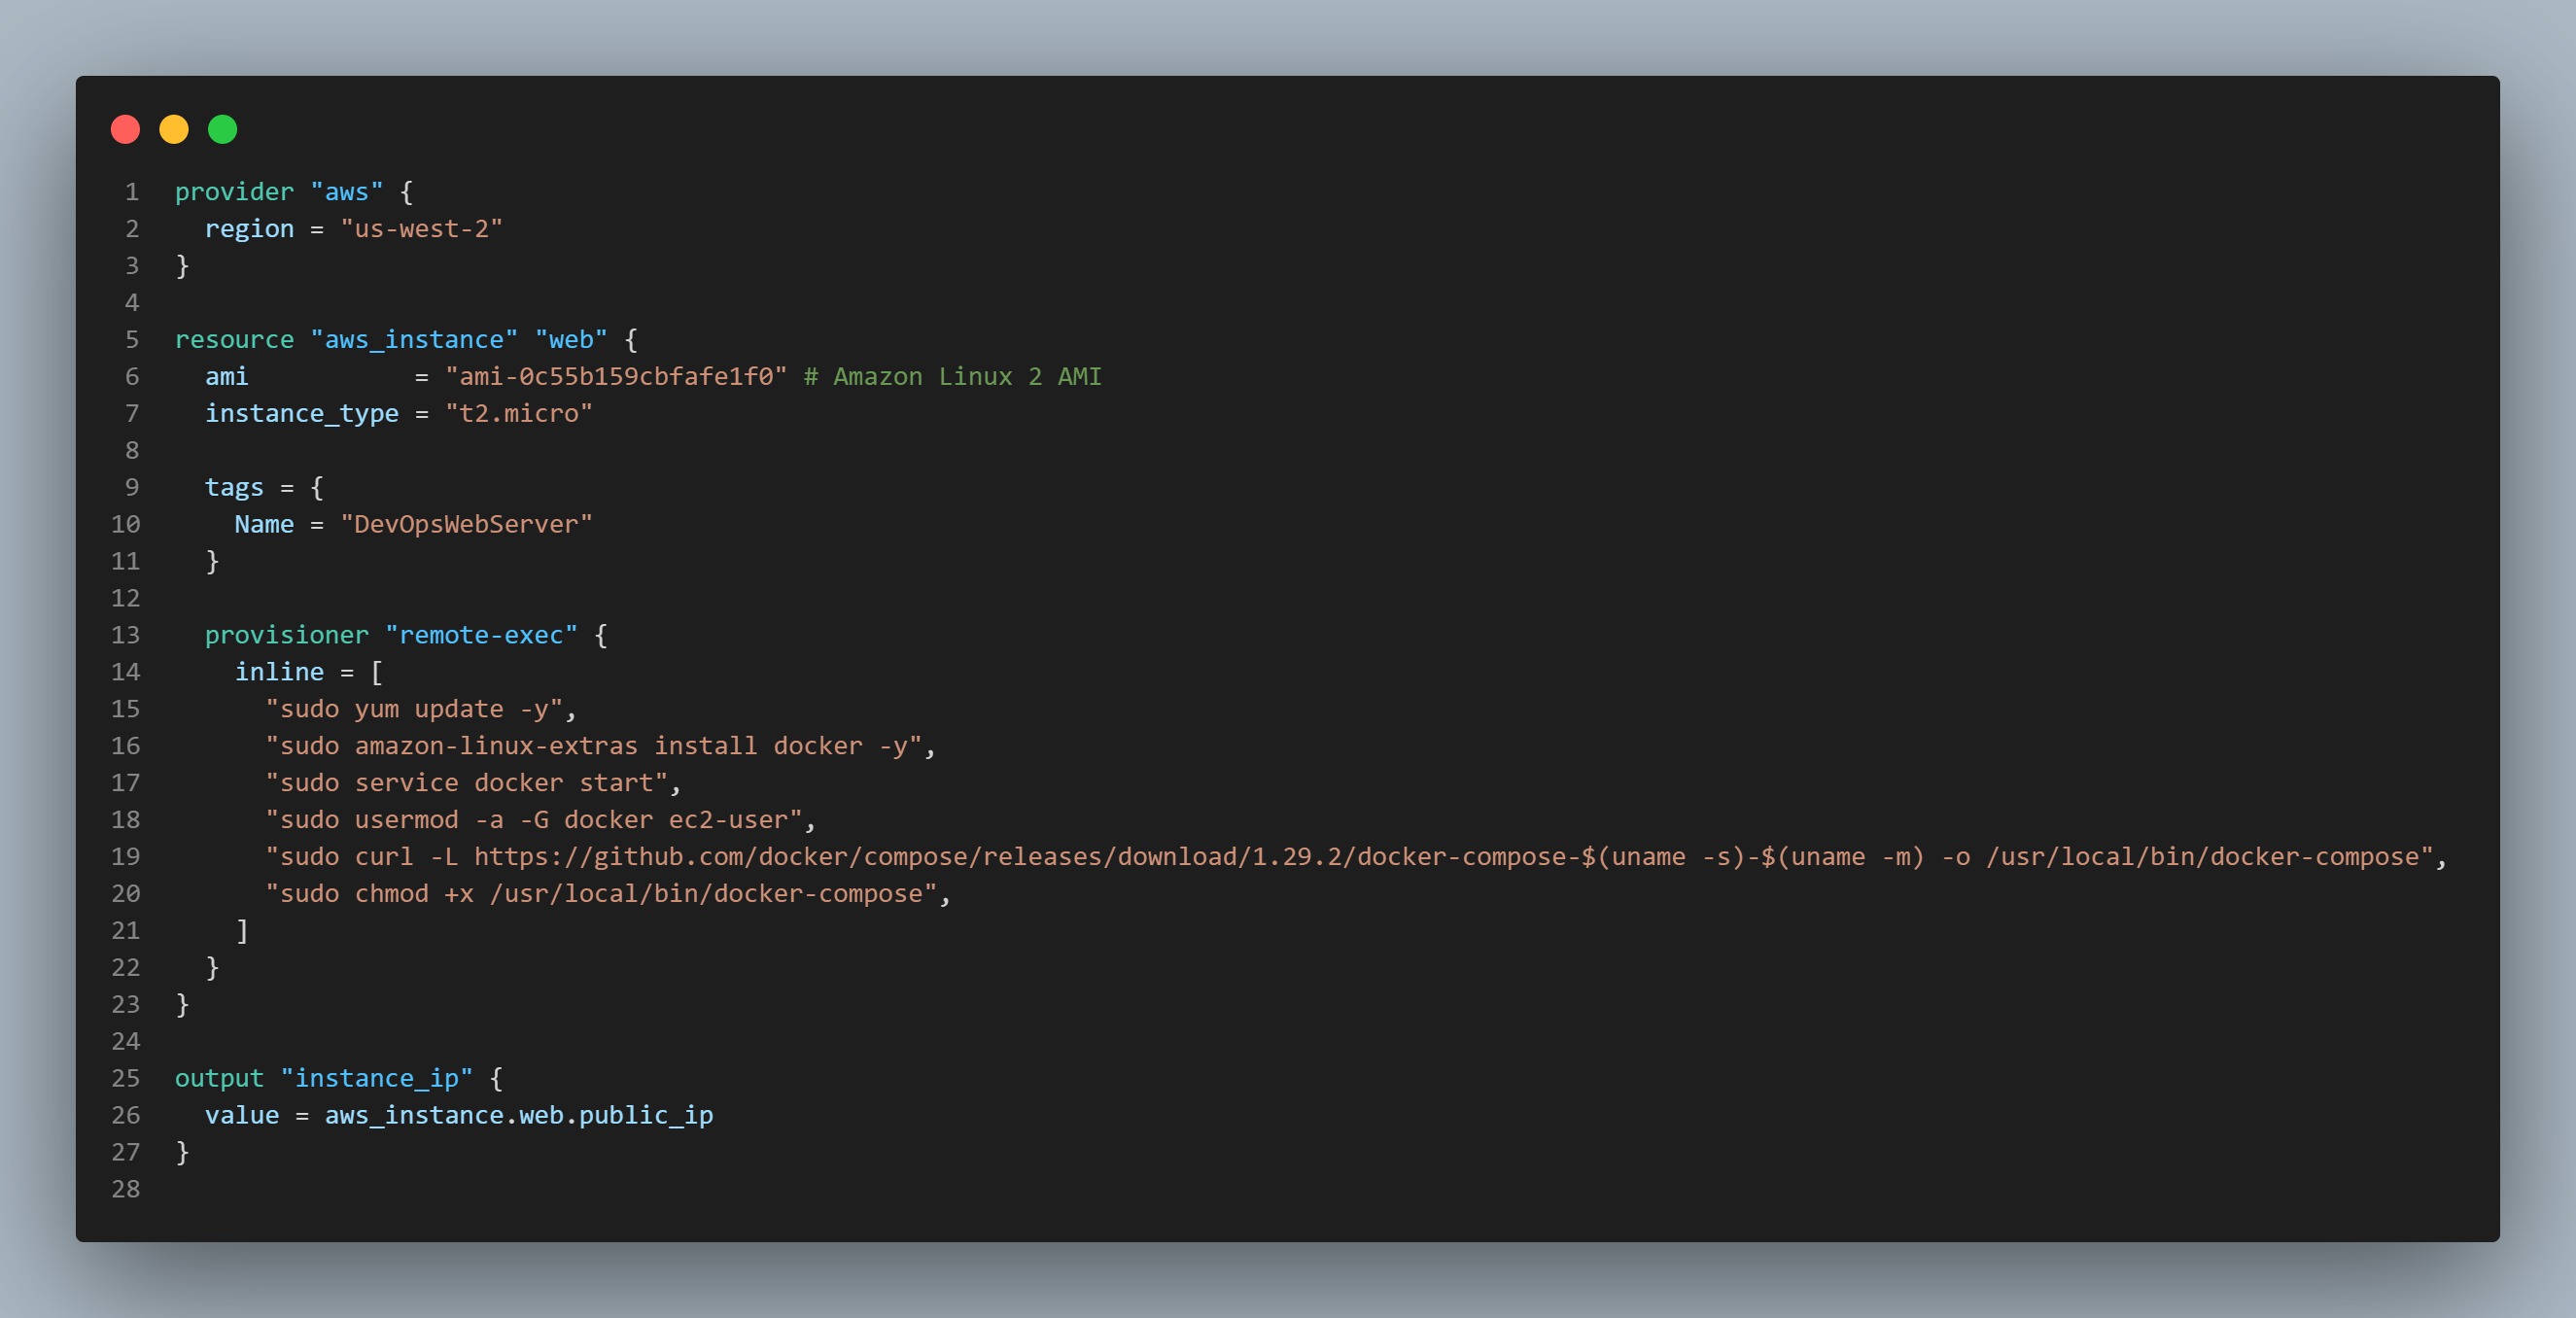 1 provider "aws" {
2   region = "us-west-2"
3 }
4
5 resource "aws_instance" "web" {
6   ami           = "ami-0c55b159cbfafe1f0" # Amazon Linux 2 AMI
7   instance_type = "t2.micro"
8
9   tags = {
10     Name = "DevOpsWebServer"
11   }
12
13   provisioner "remote-exec" {
14     inline = [
15       "sudo yum update -y",
16       "sudo amazon-linux-extras install docker -y",
17       "sudo service docker start",
18       "sudo usermod -a -G docker ec2-user",
19       "sudo curl -L https://github.com/docker/compose/releases/download/1.29.2/docker-compose-$(uname -s)-$(uname -m) -o /usr/local/bin/docker-compose",
20       "sudo chmod +x /usr/local/bin/docker-compose",
21     ]
22   }
23 }
24
25 output "instance_ip" {
26   value = aws_instance.web.public_ip
27 }
28